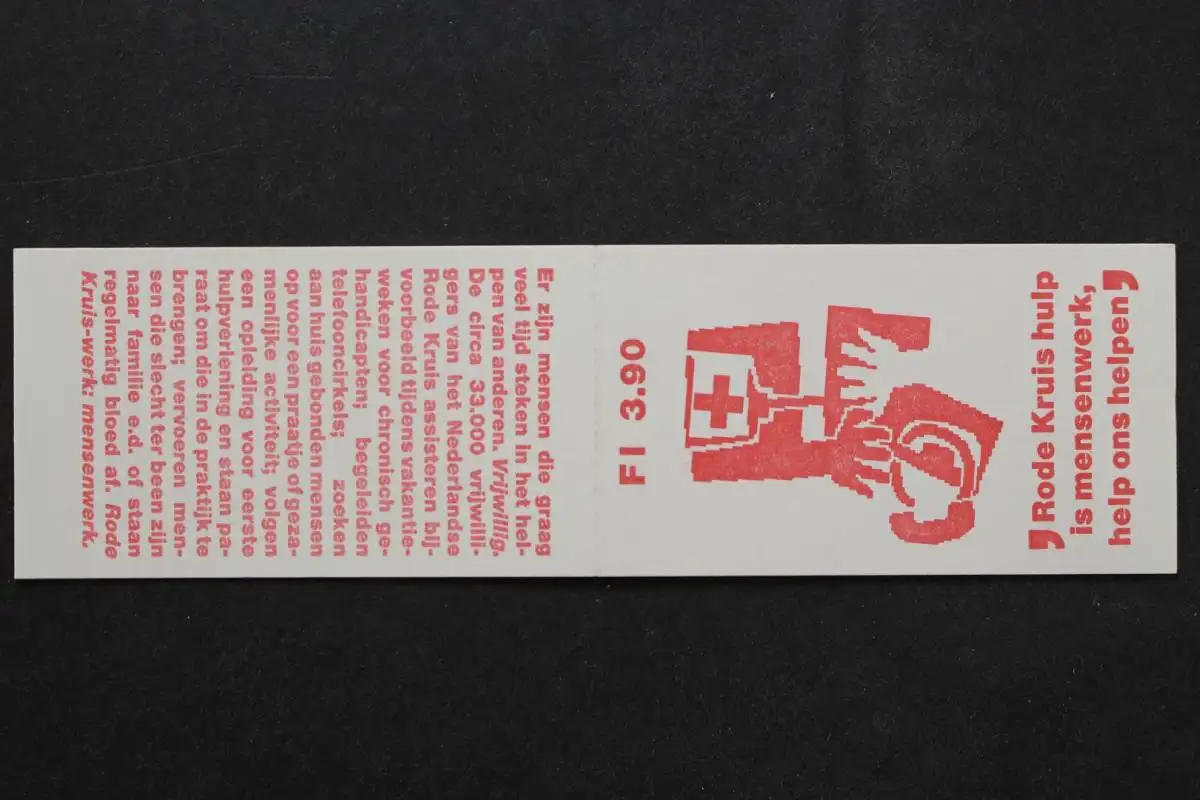 ❜Rode Kruis hulp
is mensenwerk,
help ons helpen❜
Fl 3.90
Er zijn mensen die graag
veel tijd steken in het hel-
pen van anderen. Vrijwillig.
De circa 33.000 vrijwilli-
gers van het Nederlandse
Rode Kruis assisteren bij-
voorbeeld tijdens vakantie-
weken voor chronisch ge-
handicapten; begeleiden
telefooncirkels; zoeken
aan huis gebonden mensen
op voor een praatje of geza-
menlijke activiteit; volgen
een opleiding voor eerste
hulpverlening en staan pa-
raat om die in de praktijk te
brengen; vervoeren men-
sen die slecht ter been zijn
naar familie e.d. of staan
regelmatig bloed af. Rode
Kruis-werk: mensenwerk.